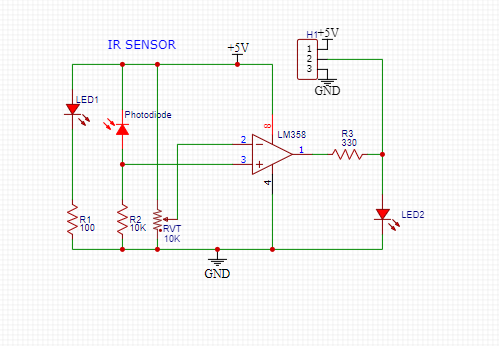 IR SENSOR
+5V
H1
+5V
1
2
3
GND
LED1
Photodiode
8
LM358
2
3
1
4
R3
330
R1
100
R2
10K
RVT
10K
LED2
GND